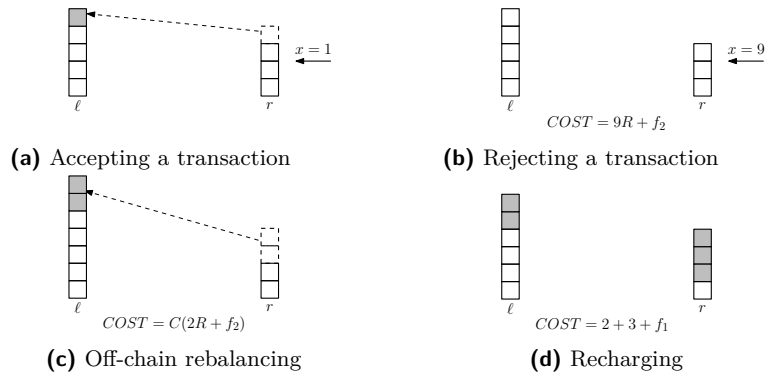 x = 1
ℓ
r
(a) Accepting a transaction
x = 9
ℓ
r
COST = 9R + f₂
(b) Rejecting a transaction
ℓ
r
COST = C(2R + f₂)
(c) Off-chain rebalancing
ℓ
r
COST = 2 + 3 + f₁
(d) Recharging